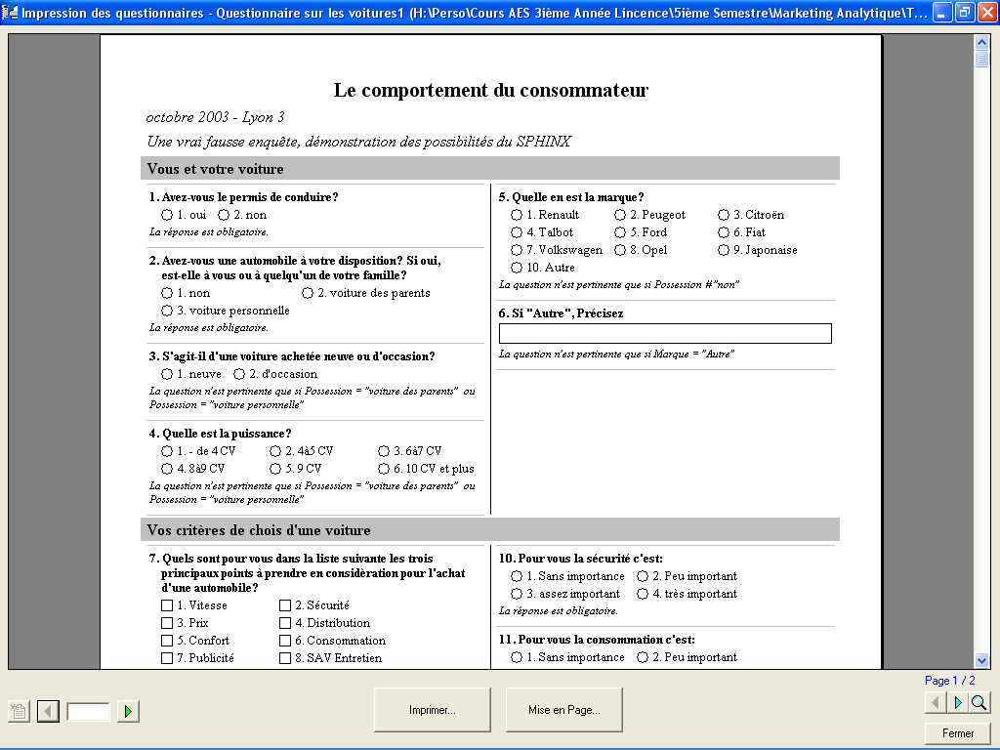 Impression des questionnaires - Questionnaire sur les voitures1 (H:\Perso\Cours AES 3ième Année Lincence\5ième Semestre\Marketing Analytique\T...
Le comportement du consommateur
octobre 2003 - Lyon 3
Une vrai fausse enquête, démonstration des possibilités du SPHINX
Vous et votre voiture
1. Avez-vous le permis de conduire?
1. oui 2. non
La réponse est obligatoire.
2. Avez-vous une automobile à votre disposition? Si oui,
est-elle à vous ou à quelqu'un de votre famille?
1. non 2. voiture des parents
3. voiture personnelle
La réponse est obligatoire.
3. S'agit-il d'une voiture achetée neuve ou d'occasion?
1. neuve 2. d'occasion
La question n'est pertinente que si Possession = "voiture des parents" ou
Possession = "voiture personnelle"
4. Quelle est la puissance?
1. - de 4 CV 2. 4à5 CV 3. 6à7 CV
4. 8à9 CV 5. 9 CV 6. 10 CV et plus
La question n'est pertinente que si Possession = "voiture des parents" ou
Possession = "voiture personnelle"
5. Quelle en est la marque?
1. Renault 2. Peugeot 3. Citroën
4. Talbot 5. Ford 6. Fiat
7. Volkswagen 8. Opel 9. Japonaise
10. Autre
La question n'est pertinente que si Possession #"non"
6. Si "Autre", Précisez
La question n'est pertinente que si Marque = "Autre"
Vos critères de chois d'une voiture
7. Quels sont pour vous dans la liste suivante les trois
principaux points à prendre en considèration pour l'achat
d'une automobile?
1. Vitesse 2. Sécurité
3. Prix 4. Distribution
5. Confort 6. Consommation
7. Publicité 8. SAV Entretien
10. Pour vous la sécurité c'est:
1. Sans importance 2. Peu important
3. assez important 4. très important
La réponse est obligatoire.
11. Pour vous la consommation c'est:
1. Sans importance 2. Peu important
Page 1 / 2
Imprimer... Mise en Page...
Fermer